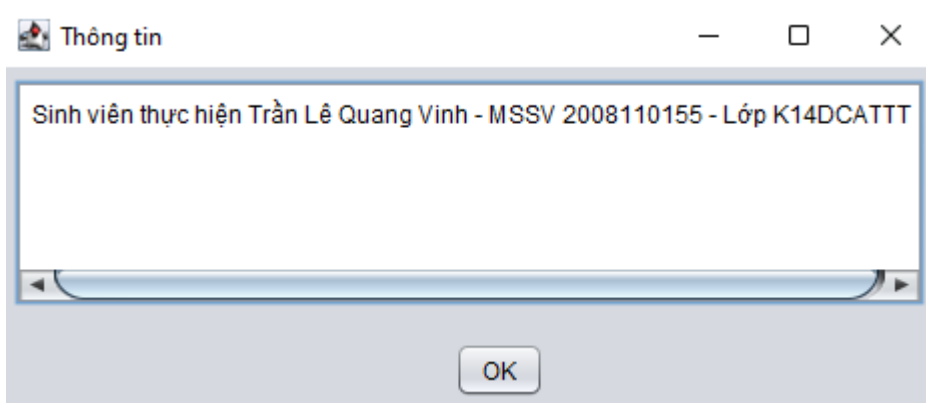 Thông tin
Sinh viên thực hiện Trần Lê Quang Vinh - MSSV 2008110155 - Lớp K14DCATTT
OK